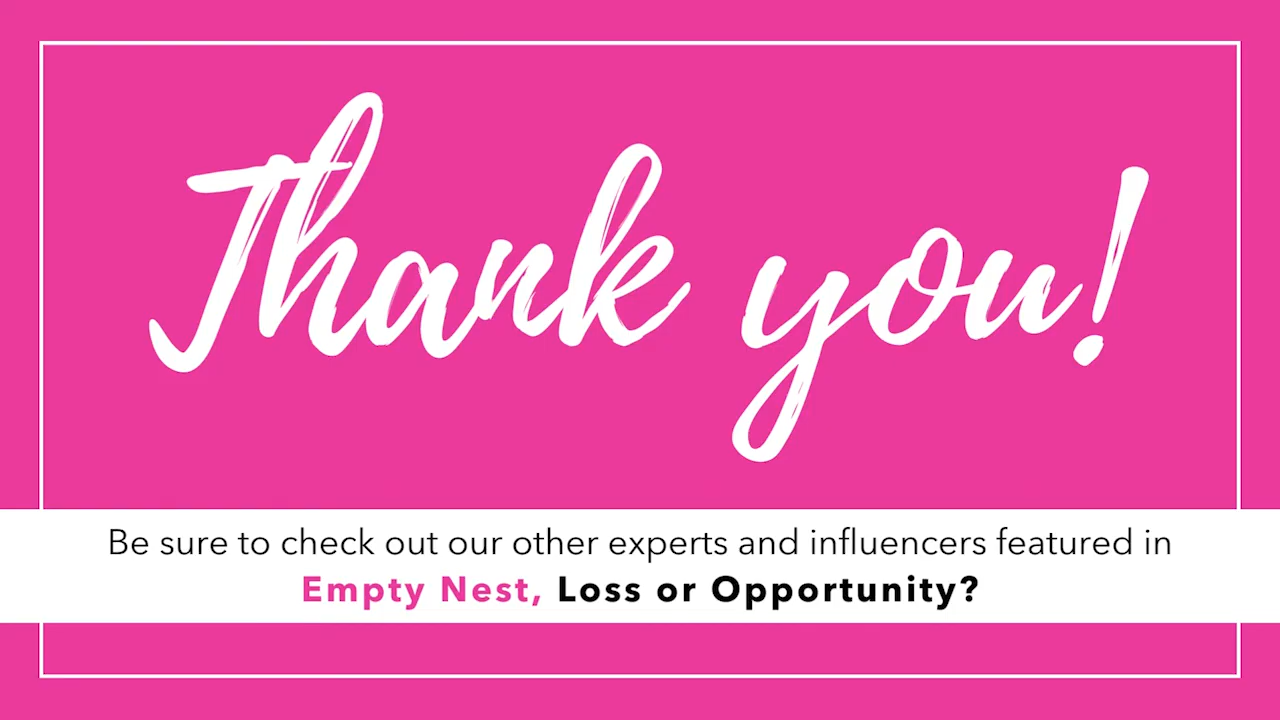 Thank you!
Be sure to check out our other experts and influencers featured in
Empty Nest, Loss or Opportunity?